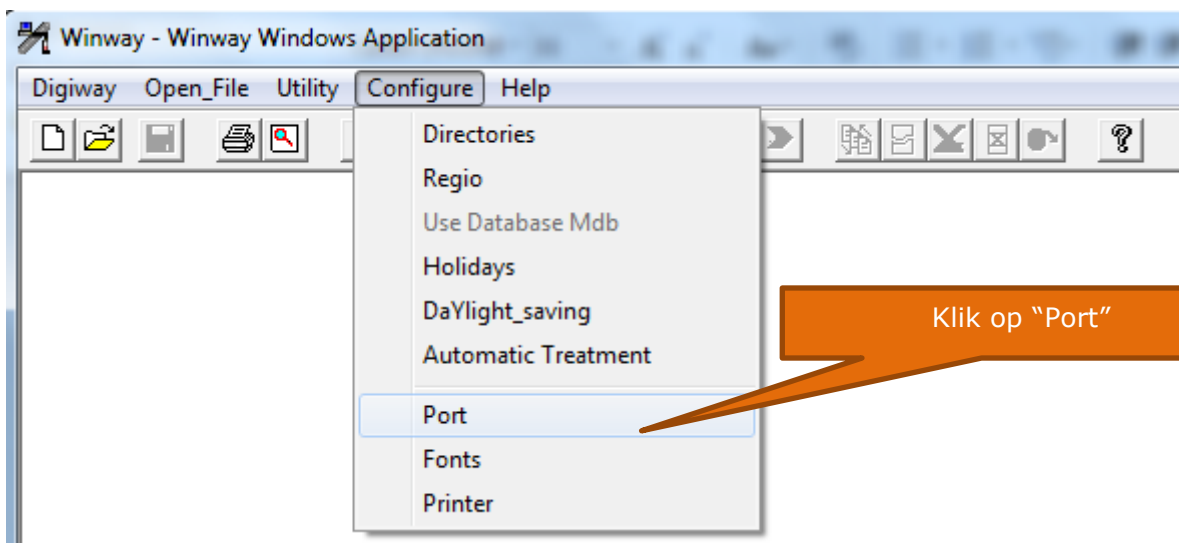 Winway - Winway Windows Application
Digiway Open_File Utility Configure Help
Directories
Regio
Use Database Mdb
Holidays
DaYlight_saving
Automatic Treatment
Klik op “Port”
Port
Fonts
Printer